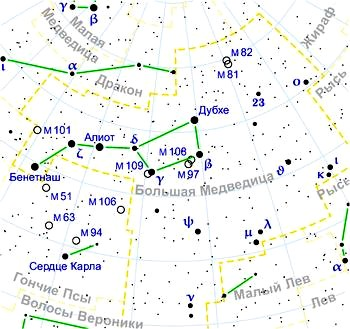 γ
β
Малая
Медведица
ι
α
Дракон
Жираф
M 82
M 81
ο
Рысь
23
Дубхе
M 101
Алиот
δ
ζ
M 108
β
M 109
M 97
γ
Бенетнаш
ϑ
ι
κ
Большая Медведица
M 51
Рысь
M 106
M 63
ψ
λ
M 94
μ
Сердце Карла
α
Гончие Псы
Малый Лев
Лев
ν
Волосы Вероники